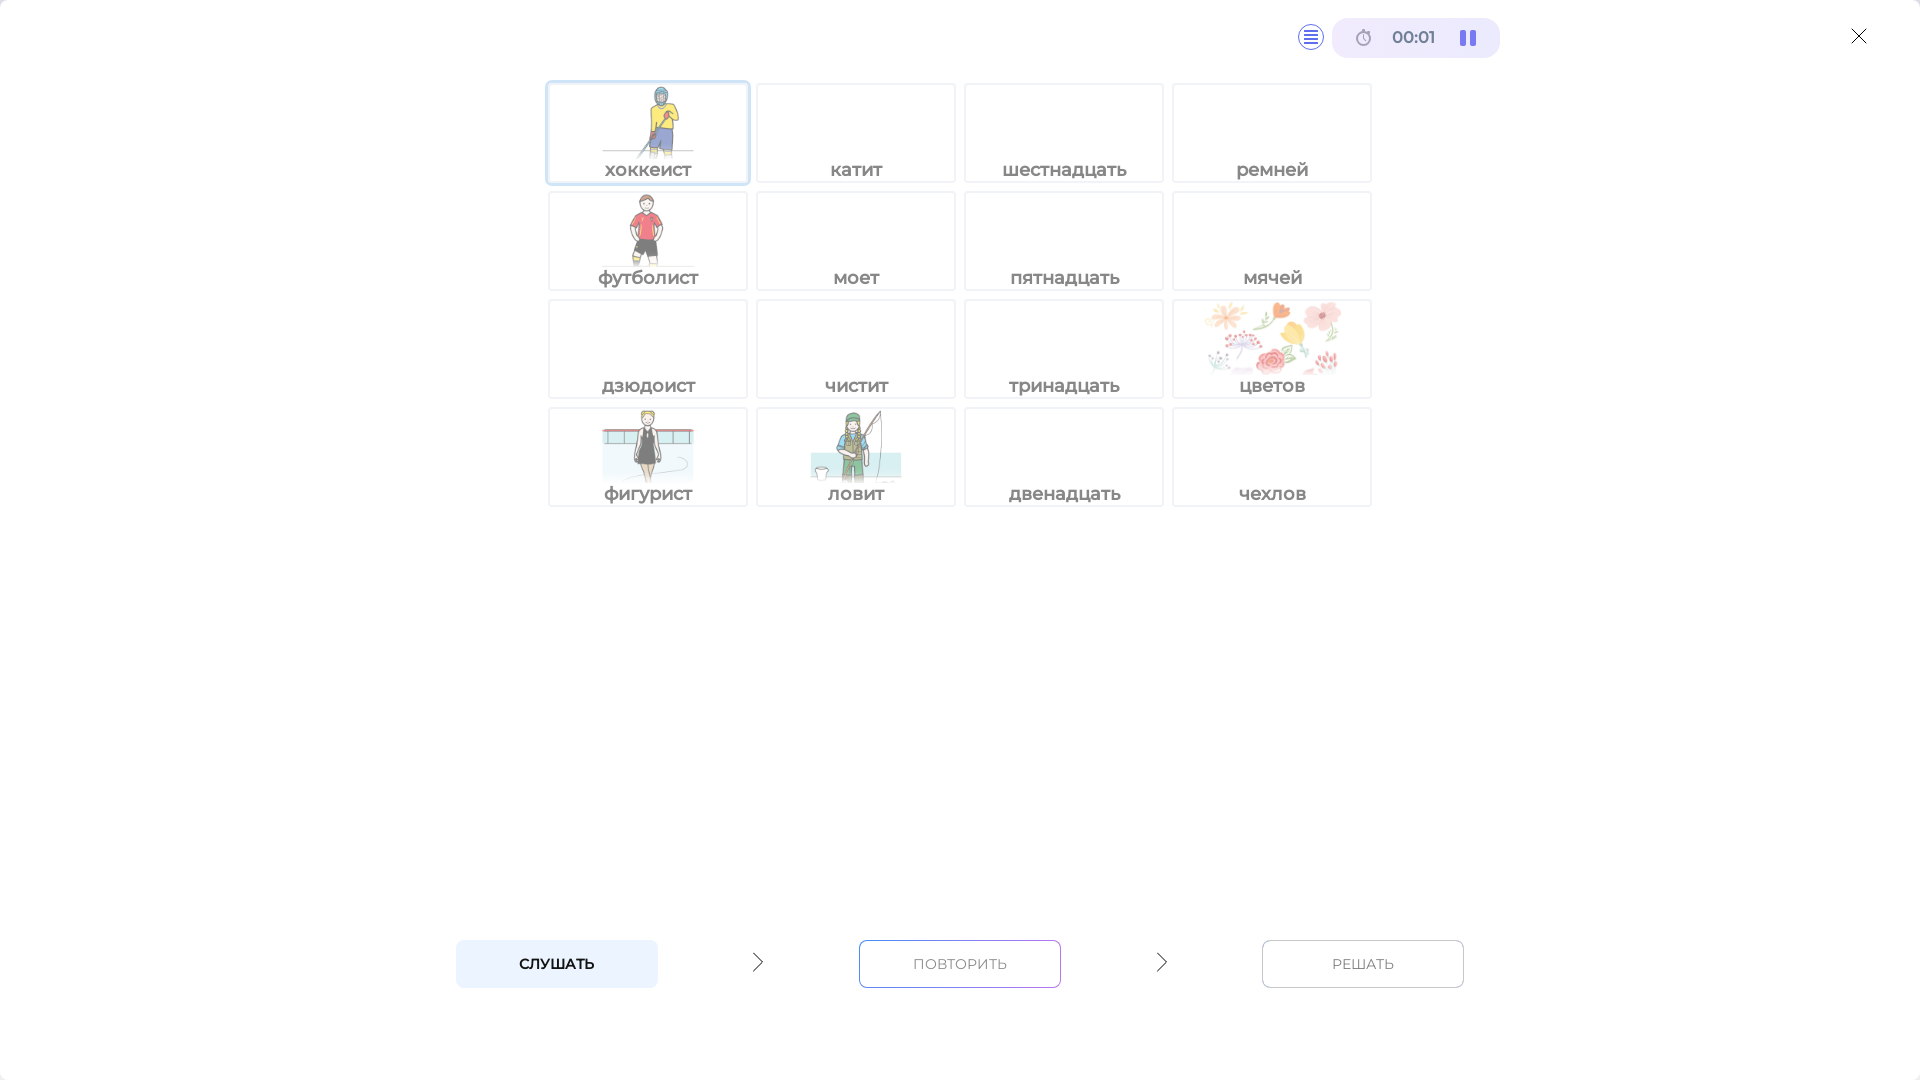 00:01
хоккеист
катит
шестнадцать
ремней
футболист
моет
пятнадцать
мячей
дзюдоист
чистит
тринадцать
цветов
фигурист
ловит
двенадцать
чехлов
СЛУШАТЬ
ПОВТОРИТЬ
РЕШАТЬ